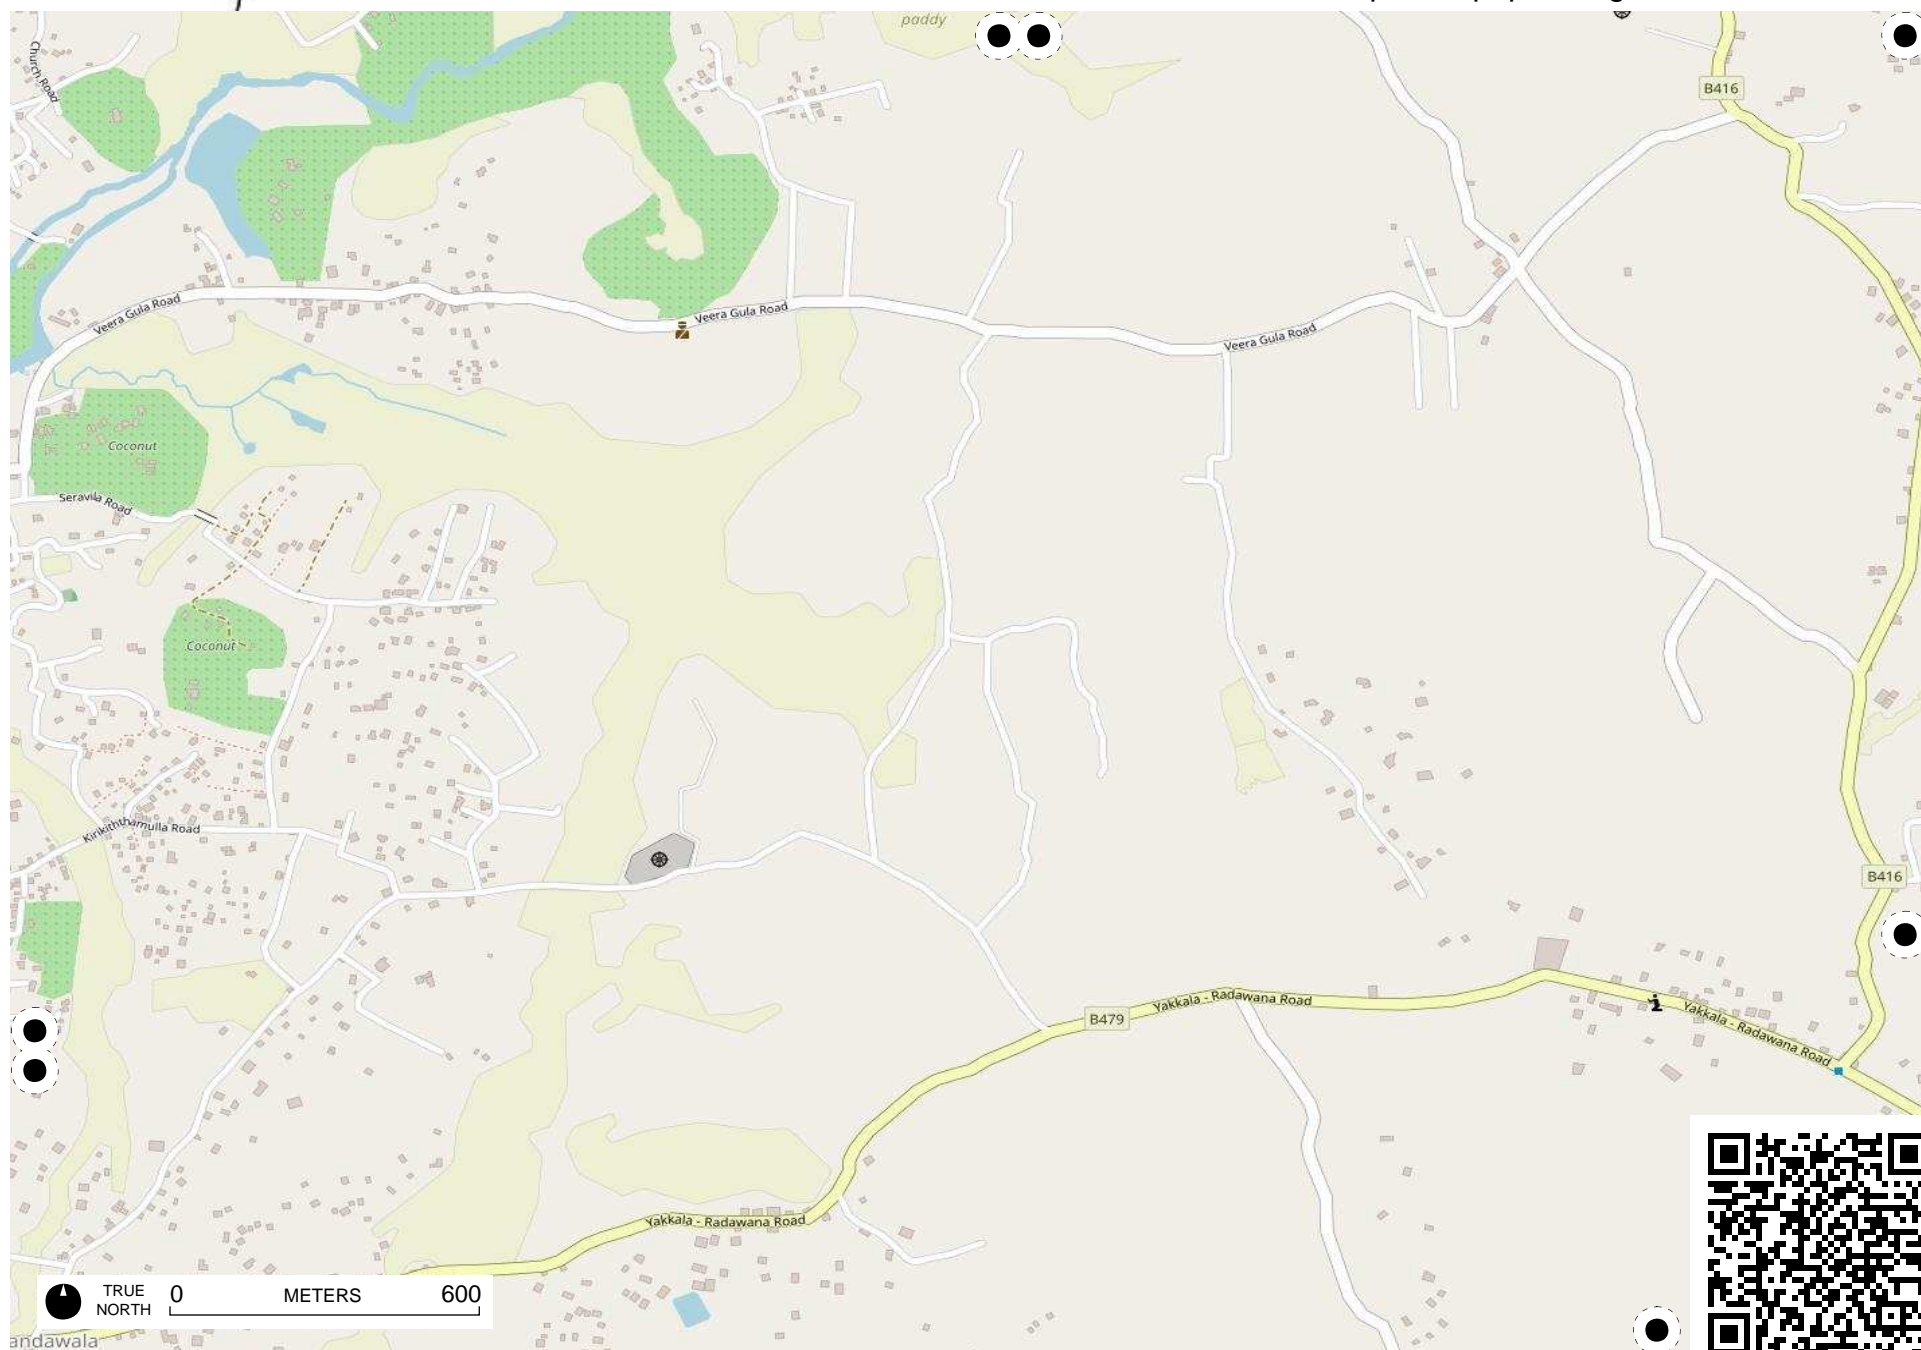 paddy
Church Road
B416
Veera Gula Road
Veera Gula Road
Veera Gula Road
Coconut
Seravila Road
Coconut
Kirikiththamulla Road
B416
Yakkala - Radawana Road
B479
Yakkala - Radawana Road
Yakkala - Radawana Road
TRUE
NORTH
0 METERS 600
andawala